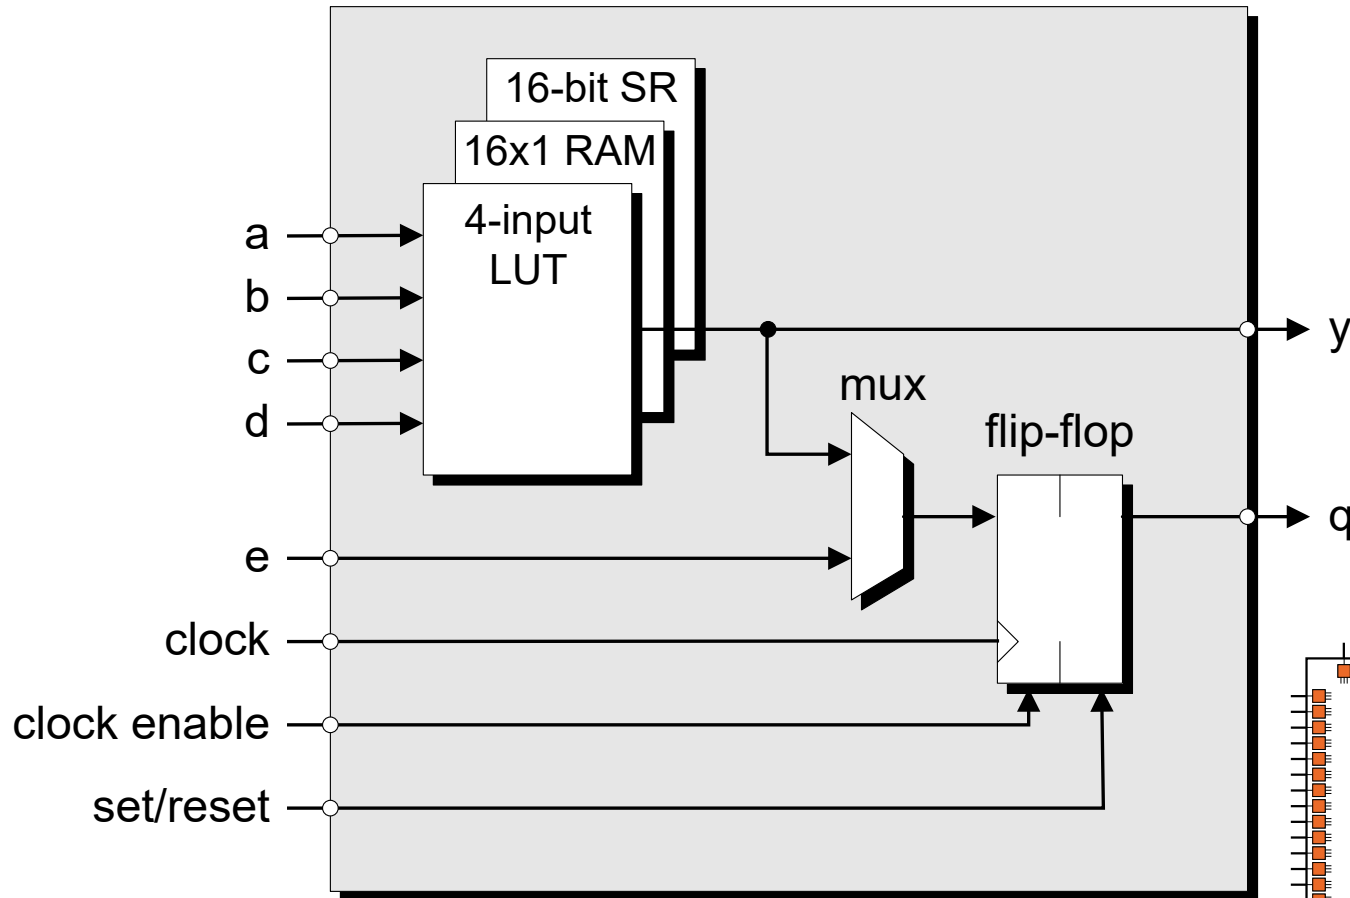 16-bit SR
16x1 RAM
4-input
LUT
a
b
c
d
y
mux
flip-flop
e
q
clock
clock enable
set/reset